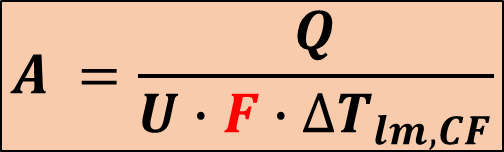 A = Q / (U · F · ΔT_lm,CF)